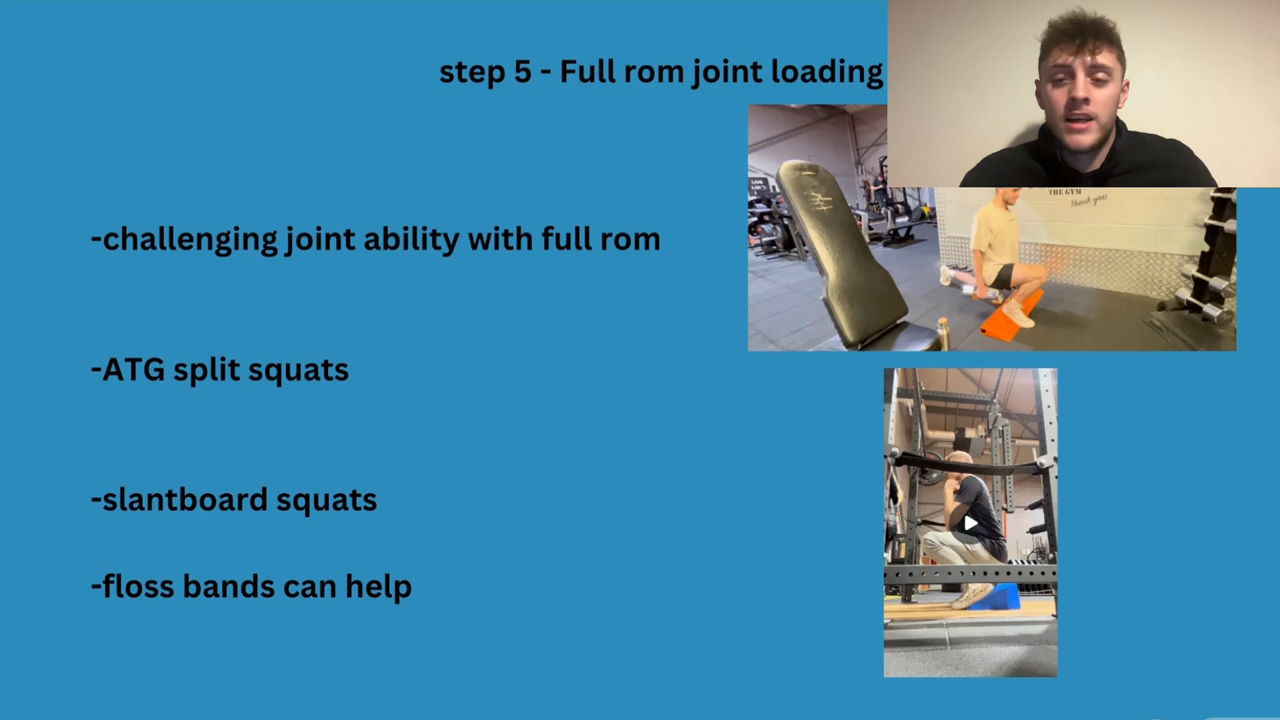 step 5 - Full rom joint loading
THE GYM
Thank you
-challenging joint ability with full rom
-ATG split squats
-slantboard squats
-floss bands can help